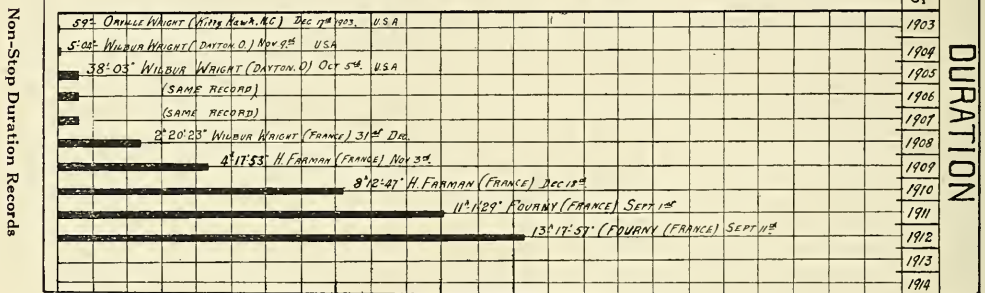 Non-Stop Duration Records
59" ORVILLE WRIGHT (Kitty Hawk. N.C.) DEC 17th 1903. U.S.A
1903
5'-04" WILBUR WRIGHT (DAYTON. O.) NOV 9th USA
1904
38'-03" WILBUR WRIGHT (DAYTON. O) OCT 5th. U.S.A
1905
(SAME RECORD)
1906
(SAME RECORD)
1907
2h 20'-23" WILBUR WRIGHT (FRANCE) 31st DEC.
1908
4h 17'-53" H. FARMAN (FRANCE) NOV 3rd.
1909
8h 12'-47" H. FARMAN (FRANCE) DEC 18th
1910
11h-1'-29" FOURNY (FRANCE) SEPT 1st
1911
13h 17'-57" (FOURNY (FRANCE) SEPT 11th
1912
1913
1914
DURATION